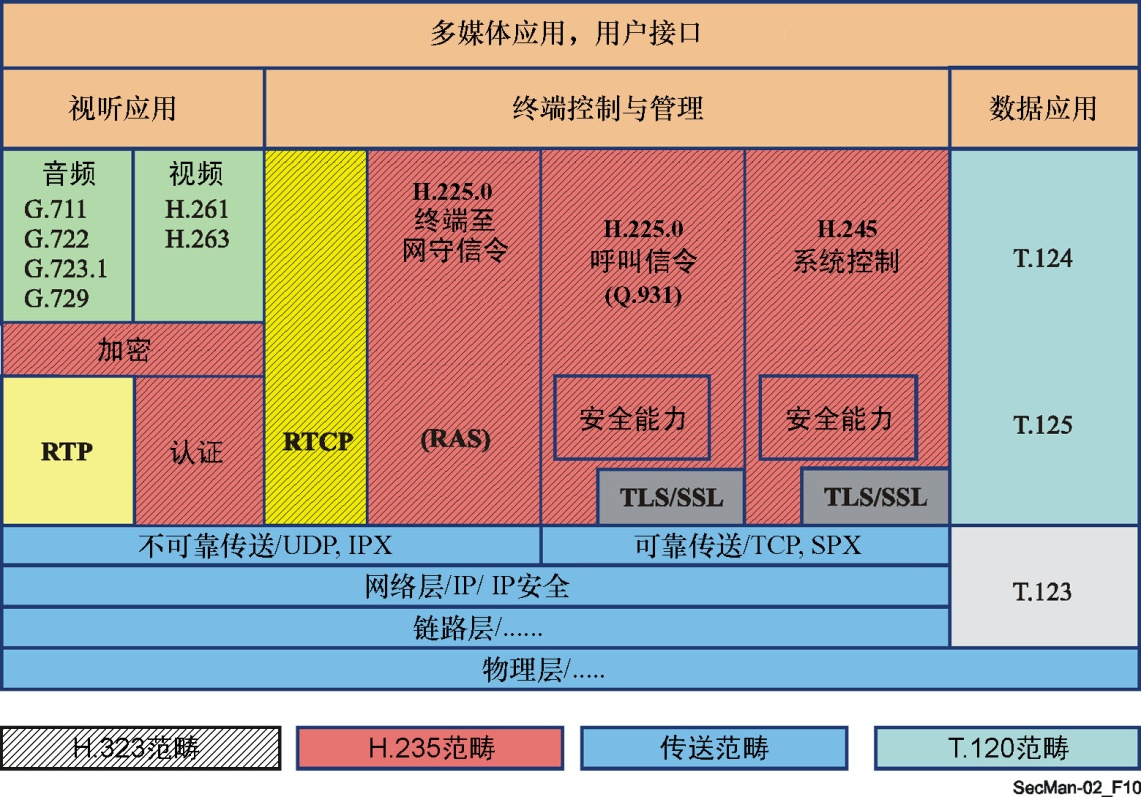 多媒体应用，用户接口
视听应用
终端控制与管理
数据应用
音频
G.711
G.722
G.723.1
G.729
视频
H.261
H.263
加密
RTP
认证
RTCP
H.225.0
终端至
网守信令
(RAS)
H.225.0
呼叫信令
(Q.931)
安全能力
TLS/SSL
H.245
系统控制
安全能力
TLS/SSL
T.124
T.125
不可靠传送/UDP, IPX
可靠传送/TCP, SPX
T.123
网络层/IP/ IP安全
链路层/......
物理层/.....
H.323范畴
H.235范畴
传送范畴
T.120范畴
SecMan-02_F10